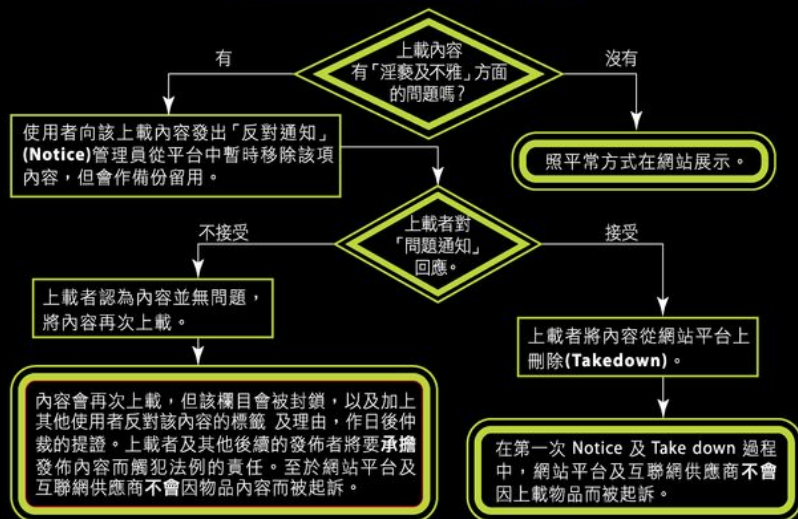 上載內容
有「淫褻及不雅」方面
的問題嗎？
有
沒有
使用者向該上載內容發出「反對通知」
(Notice)管理員從平台中暫時移除該項
內容，但會作備份留用。
照平常方式在網站展示。
上載者對
「問題通知」
回應。
不接受
接受
上載者認為內容並無問題，
將內容再次上載。
上載者將內容從網站平台上
刪除(Takedown)。
內容會再次上載，但該欄目會被封鎖，以及加上
其他使用者反對該內容的標籤 及理由，作日後仲
裁的提證。上載者及其他後續的發佈者將要承擔
發佈內容而觸犯法例的責任。至於網站平台及
互聯網供應商不會因物品內容而被起訴。
在第一次 Notice 及 Take down 過程
中，網站平台及互聯網供應商不會
因上載物品而被起訴。